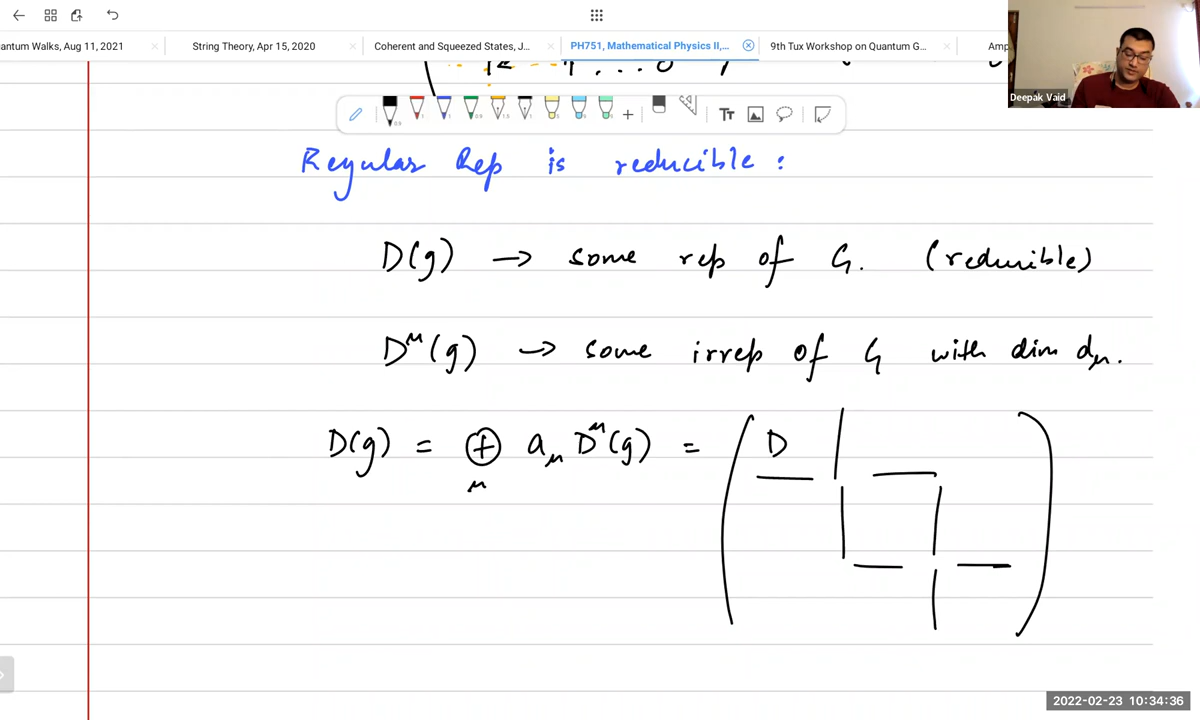 antum Walks, Aug 11, 2021 String Theory, Apr 15, 2020 Coherent and Squeezed States, J... PH751, Mathematical Physics II,... 9th Tux Workshop on Quantum G... Amp
Deepak Vaid
Regular Rep is reducible :
D(g) → some rep of G. (reducible)
D^μ(g) → some irrep of G with dim d_μ.
D(g) = ⊕_μ a_μ D^μ(g) = ( D )
2022-02-23 10:34:36